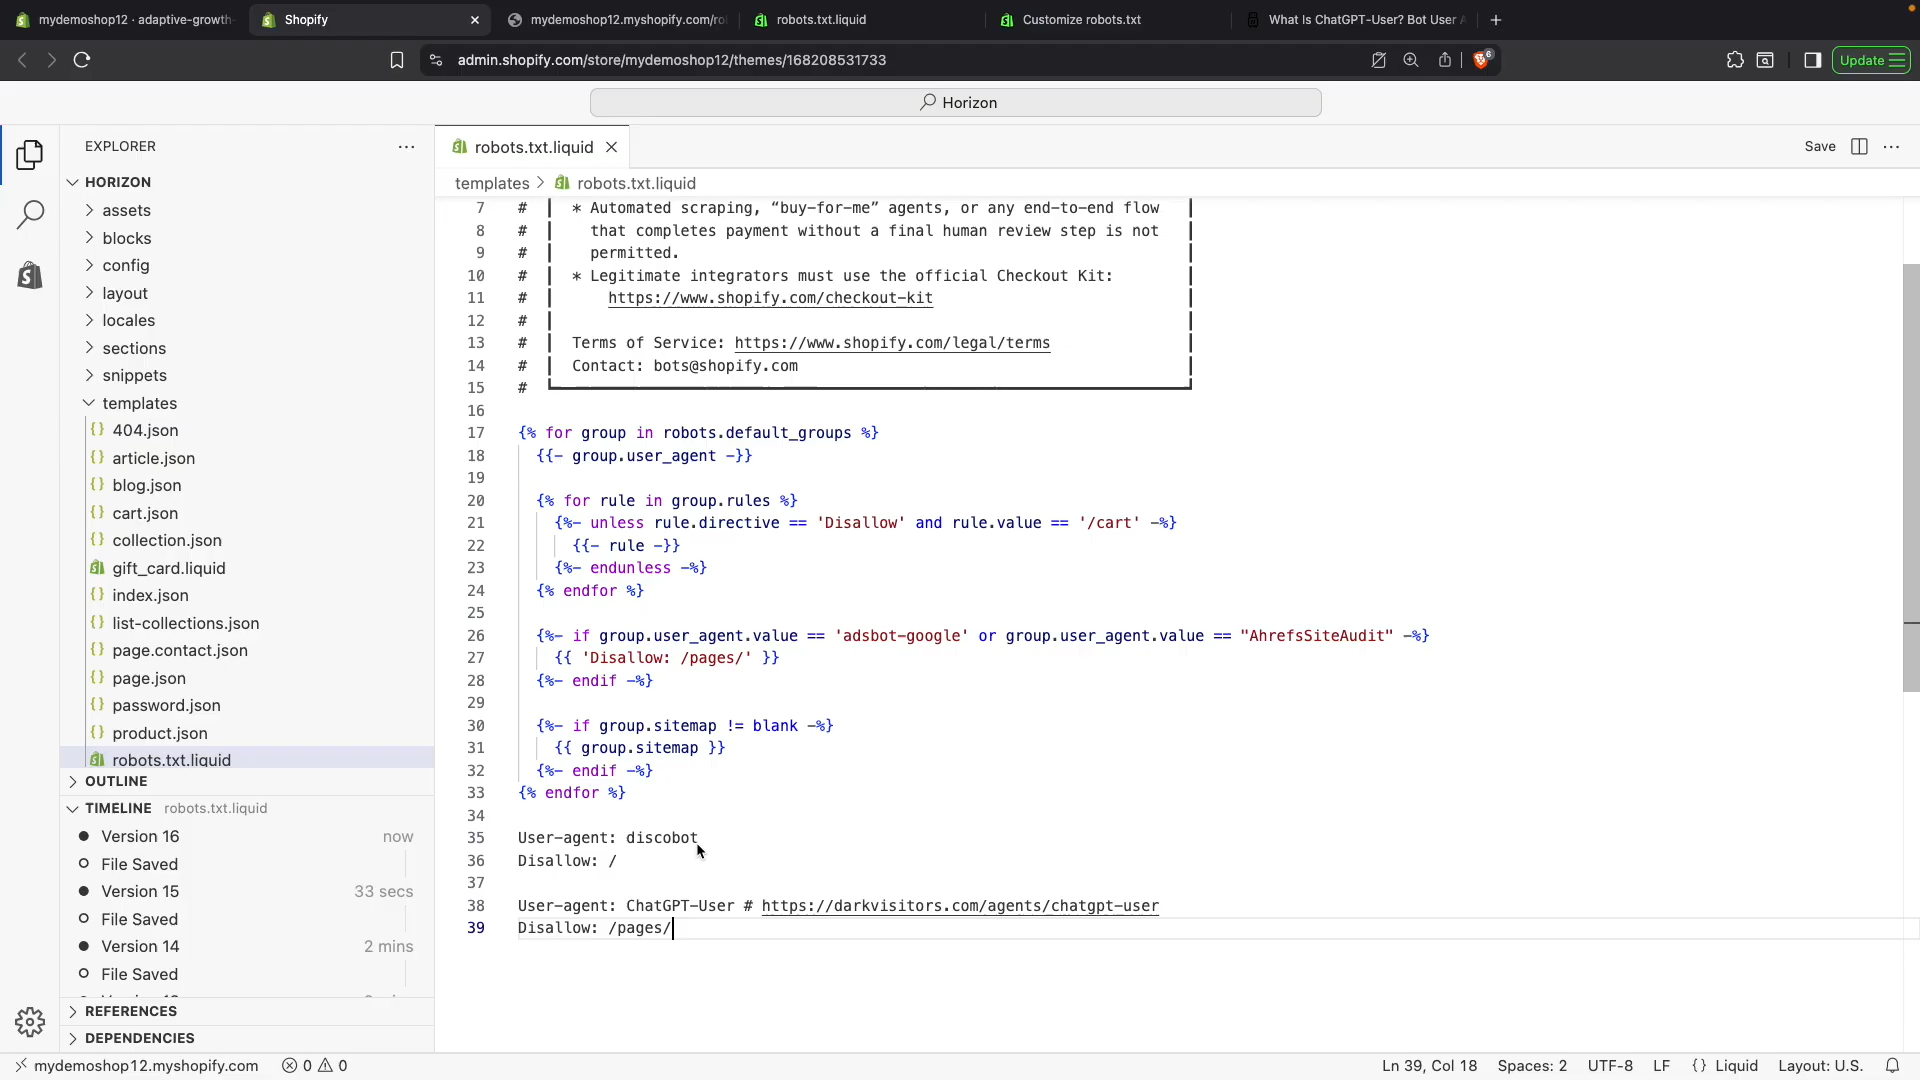 mydemoshop12 · adaptive-growth-
Shopify
mydemoshop12.myshopify.com/ro
robots.txt.liquid
Customize robots.txt
What Is ChatGPT-User? Bot User A
admin.shopify.com/store/mydemoshop12/themes/168208531733
6
Update
Horizon
EXPLORER
robots.txt.liquid
Save
templates > robots.txt.liquid
HORIZON
assets
blocks
config
layout
locales
sections
snippets
templates
404.json
article.json
blog.json
cart.json
collection.json
gift_card.liquid
index.json
list-collections.json
page.contact.json
page.json
password.json
product.json
robots.txt.liquid
OUTLINE
TIMELINE robots.txt.liquid
Version 16 now
File Saved
Version 15 33 secs
File Saved
Version 14 2 mins
File Saved
REFERENCES
DEPENDENCIES
7 # ┃ * Automated scraping, “buy-for-me” agents, or any end-to-end flow ┃
8 # ┃ that completes payment without a final human review step is not ┃
9 # ┃ permitted. ┃
10 # ┃ * Legitimate integrators must use the official Checkout Kit: ┃
11 # ┃ https://www.shopify.com/checkout-kit ┃
12 # ┃ ┃
13 # ┃ Terms of Service: https://www.shopify.com/legal/terms ┃
14 # ┃ Contact: bots@shopify.com ┃
15 #
16
17 {% for group in robots.default_groups %}
18 {{- group.user_agent -}}
19
20 {% for rule in group.rules %}
21 {%- unless rule.directive == 'Disallow' and rule.value == '/cart' -%}
22 {{- rule -}}
23 {%- endunless -%}
24 {% endfor %}
25
26 {%- if group.user_agent.value == 'adsbot-google' or group.user_agent.value == "AhrefsSiteAudit" -%}
27 {{ 'Disallow: /pages/' }}
28 {%- endif -%}
29
30 {%- if group.sitemap != blank -%}
31 {{ group.sitemap }}
32 {%- endif -%}
33 {% endfor %}
34
35 User-agent: discobot
36 Disallow: /
37
38 User-agent: ChatGPT-User # https://darkvisitors.com/agents/chatgpt-user
39 Disallow: /pages/
mydemoshop12.myshopify.com 0 0
Ln 39, Col 18 Spaces: 2 UTF-8 LF {} Liquid Layout: U.S.